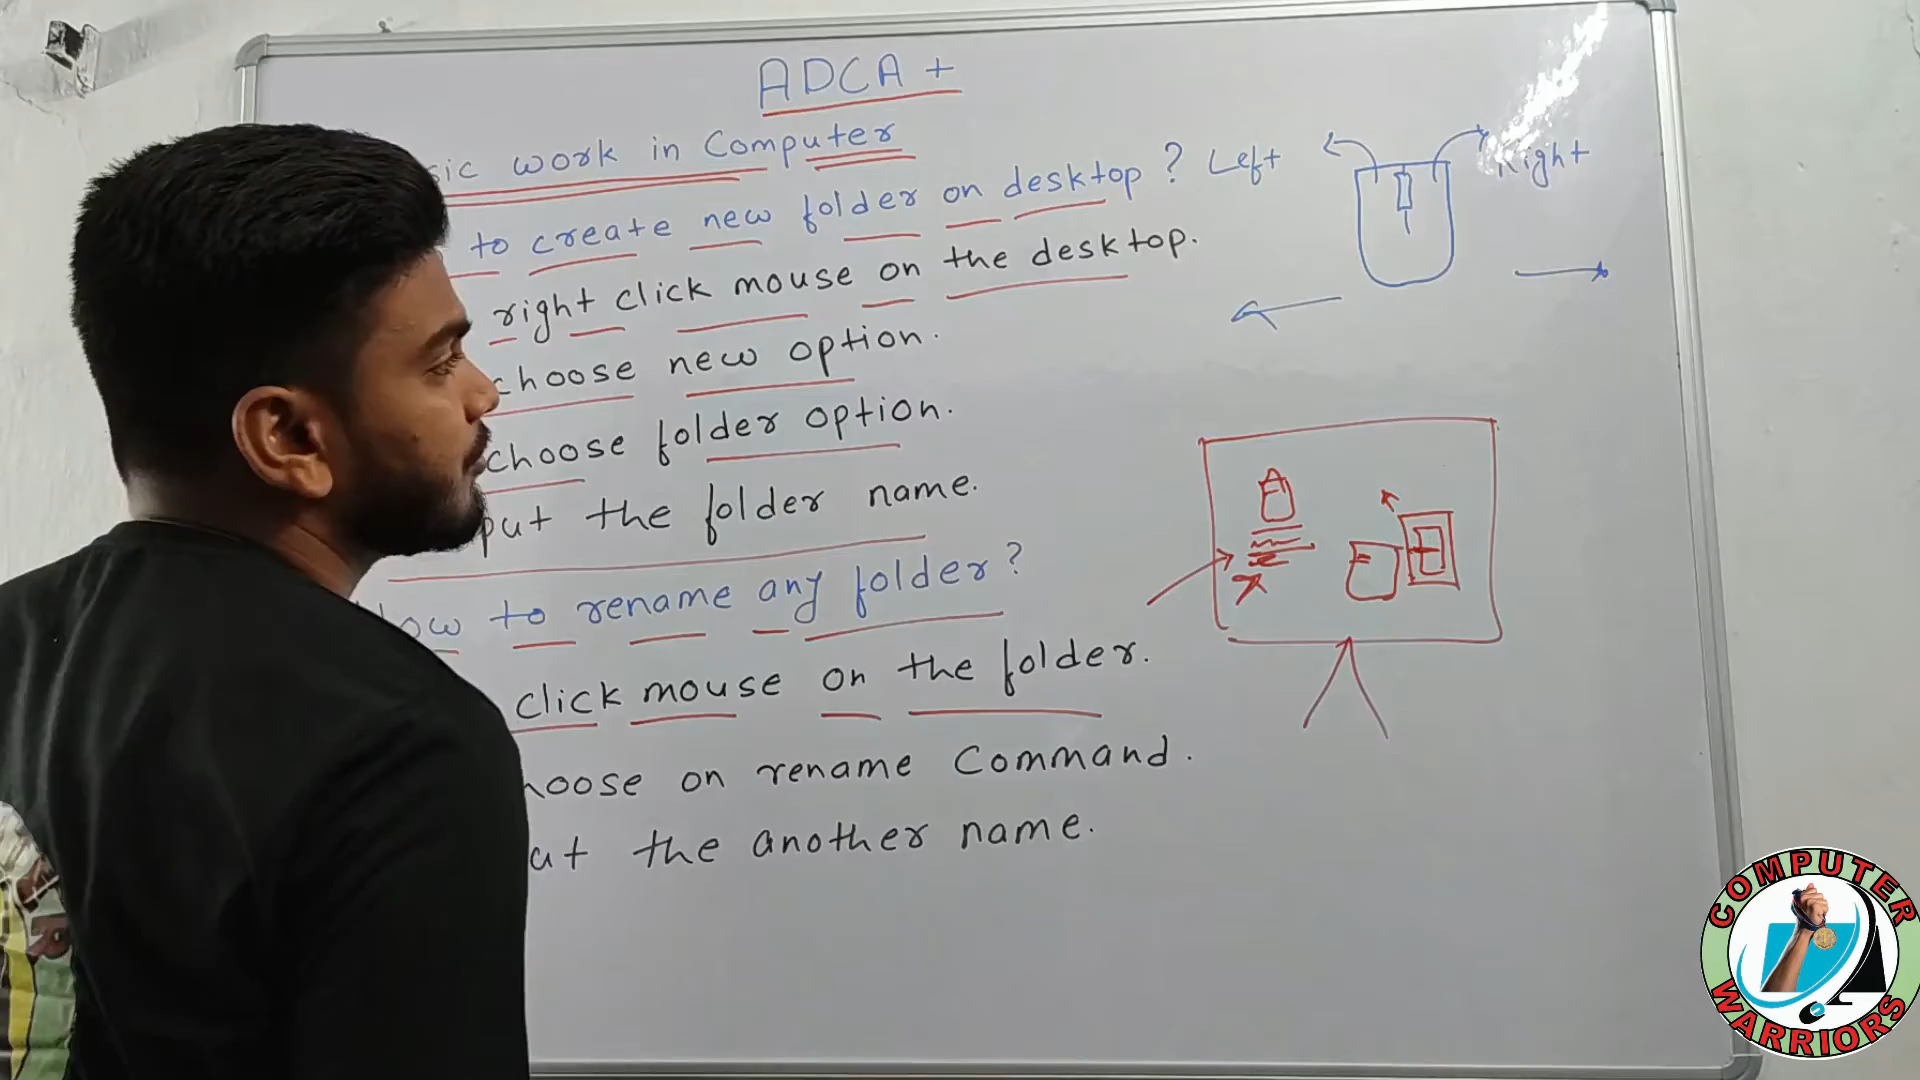 ADCA +
sic work in Computer
to create new folder on desktop ?
Left
Right
right click mouse on the desktop.
choose new option.
choose folder option.
put the folder name.
How to rename any folder?
click mouse on the folder.
hoose on rename Command.
ut the another name.
COMPUTER
WARRIORS